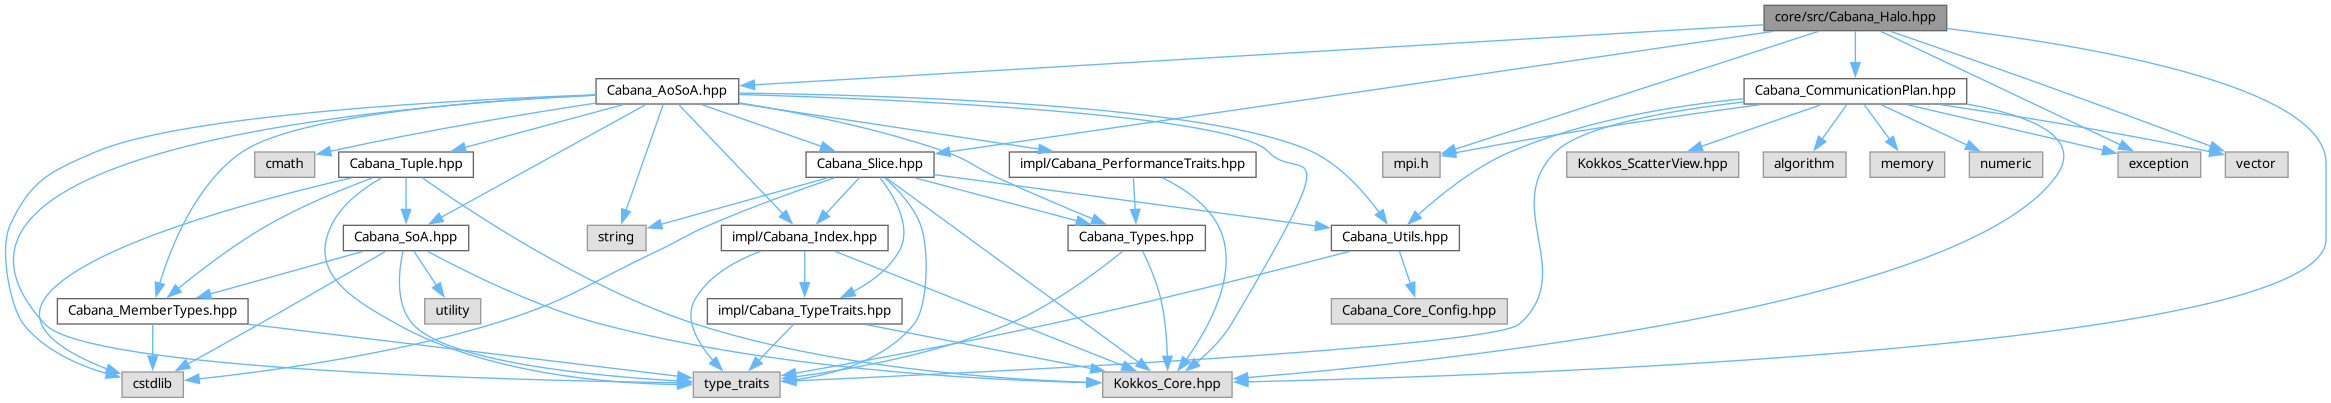 core/src/Cabana_Halo.hpp
Cabana_AoSoA.hpp
Cabana_CommunicationPlan.hpp
cmath
Cabana_Tuple.hpp
Cabana_Slice.hpp
impl/Cabana_PerformanceTraits.hpp
mpi.h
Kokkos_ScatterView.hpp
algorithm
memory
numeric
exception
vector
Cabana_SoA.hpp
string
impl/Cabana_Index.hpp
Cabana_Types.hpp
Cabana_Utils.hpp
Cabana_MemberTypes.hpp
utility
impl/Cabana_TypeTraits.hpp
Cabana_Core_Config.hpp
cstdlib
type_traits
Kokkos_Core.hpp